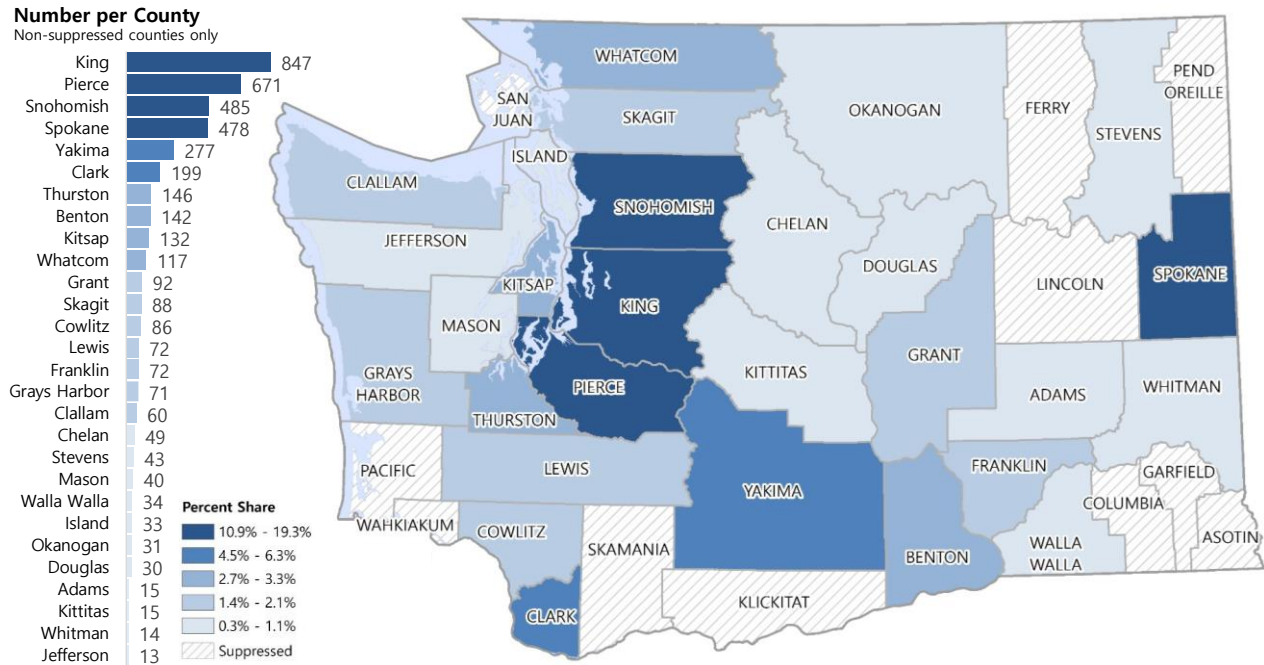 Number per County
Non-suppressed counties only
King 847
Pierce 671
Snohomish 485
Spokane 478
Yakima 277
Clark 199
Thurston 146
Benton 142
Kitsap 132
Whatcom 117
Grant 92
Skagit 88
Cowlitz 86
Lewis 72
Franklin 72
Grays Harbor 71
Clallam 60
Chelan 49
Stevens 43
Mason 40
Walla Walla 34
Island 33
Okanogan 31
Douglas 30
Adams 15
Kittitas 15
Whitman 14
Jefferson 13
Percent Share
10.9% - 19.3%
4.5% - 6.3%
2.7% - 3.3%
1.4% - 2.1%
0.3% - 1.1%
Suppressed
WHATCOM
SAN
JUAN
SKAGIT
ISLAND
OKANOGAN
FERRY
STEVENS
PEND
OREILLE
CLALLAM
SNOHOMISH
CHELAN
JEFFERSON
DOUGLAS
KITSAP
KING
LINCOLN
SPOKANE
MASON
GRAYS
HARBOR
PIERCE
KITTITAS
GRANT
ADAMS
WHITMAN
THURSTON
PACIFIC
LEWIS
YAKIMA
FRANKLIN
GARFIELD
COLUMBIA
WAHKIAKUM
COWLITZ
SKAMANIA
BENTON
WALLA
WALLA
ASOTIN
CLARK
KLICKITAT